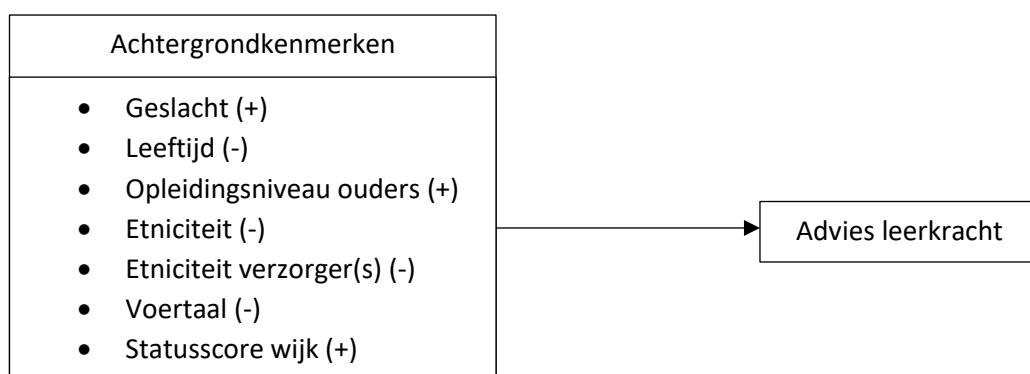 Achtergrondkenmerken
• Geslacht (+)
• Leeftijd (-)
• Opleidingsniveau ouders (+)
• Etniciteit (-)
• Etniciteit verzorger(s) (-)
• Voertaal (-)
• Statusscore wijk (+)
Advies leerkracht